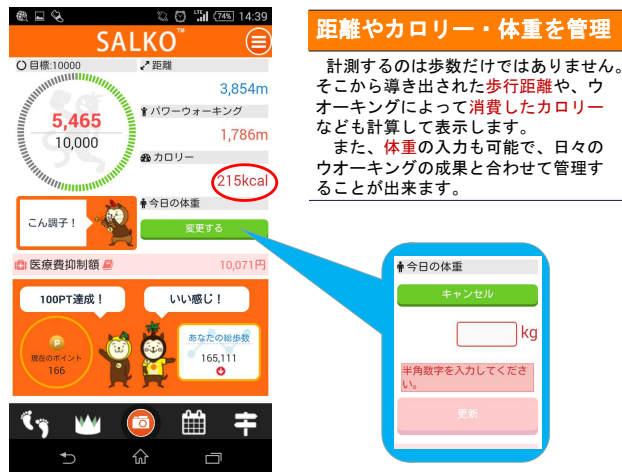 74% 14:39
SALKO™
目標:10000
距離
3,854m
5,465
10,000
パワーウォーキング
1,786m
カロリー
215kcal
今日の体重
こん調子！
変更する
医療費抑制額
10,071円
100PT達成！
いい感じ！
P
現在のポイント
166
あなたの総歩数
165,111
距離やカロリー・体重を管理
計測するのは歩数だけではありません。
そこから導き出された歩行距離や、ウ
オーキングによって消費したカロリー
なども計算して表示します。
また、体重の入力も可能で、日々の
ウオーキングの成果と合わせて管理す
ることが出来ます。
今日の体重
キャンセル
kg
半角数字を入力してくださ
い。
更新